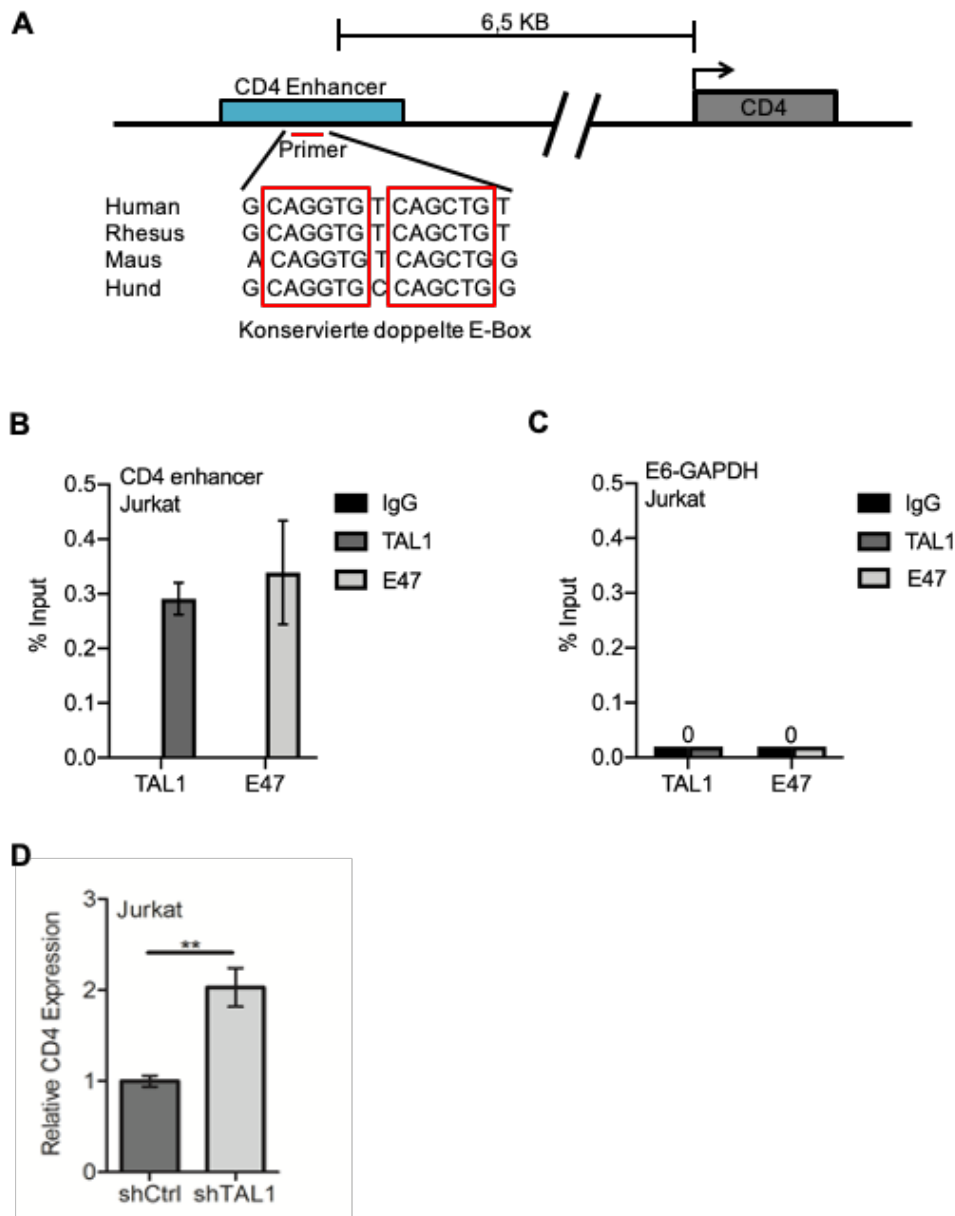 A
6,5 KB
CD4 Enhancer
CD4
Primer
Human G CAGGTG T CAGCTG T
Rhesus G CAGGTG T CAGCTG T
Maus A CAGGTG T CAGCTG G
Hund G CAGGTG C CAGCTG G
Konservierte doppelte E-Box
B
CD4 enhancer
Jurkat
IgG
TAL1
E47
% Input
0.5
0.4
0.3
0.2
0.1
0.0
TAL1 E47
C
E6-GAPDH
Jurkat
IgG
TAL1
E47
% Input
0.5
0.4
0.3
0.2
0.1
0.0
0 0
TAL1 E47
D
Jurkat
**
Relative CD4 Expression
3
2
1
0
shCtrl shTAL1